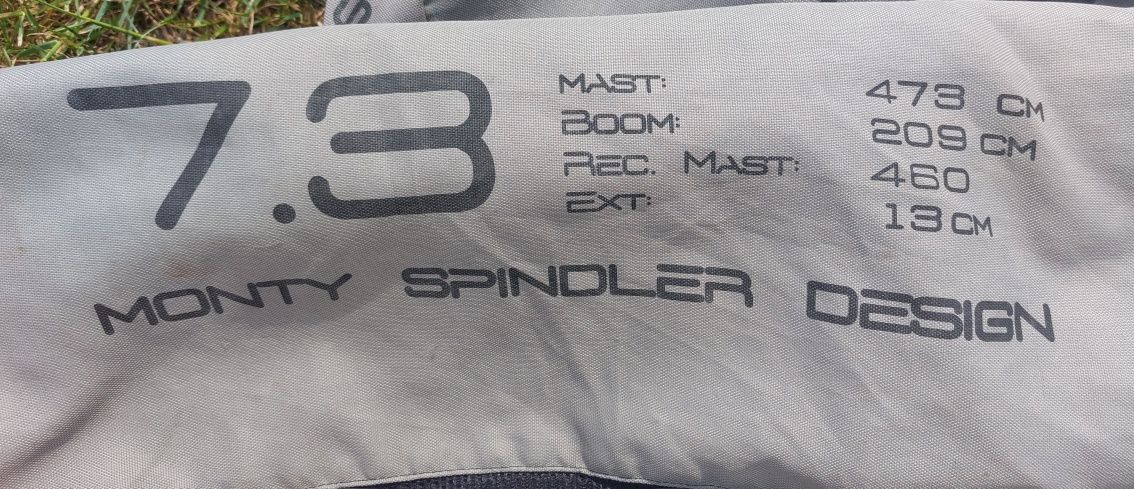 7.3
MAST: 473 CM
BOOM: 209 CM
REC. MAST: 460
EXT: 13 CM
MONTY SPINDLER DESIGN